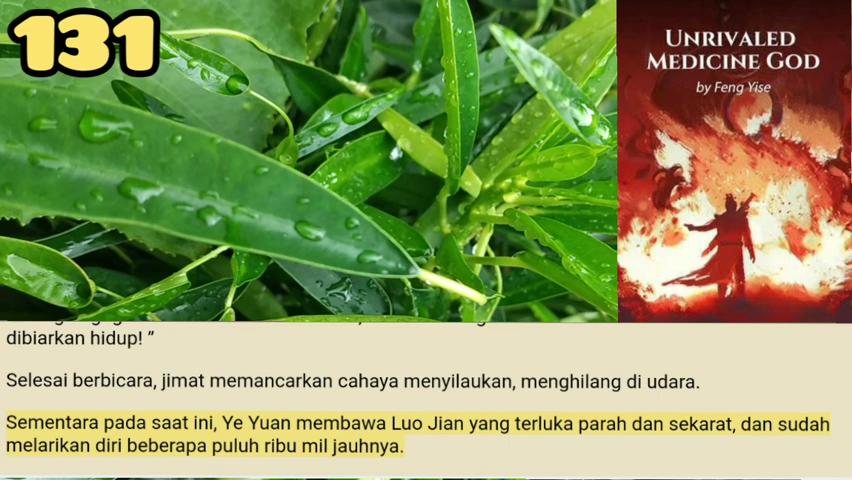 131
UNRIVALED
MEDICINE GOD
by Feng Yise
dibiarkan hidup! ”
Selesai berbicara, jimat memancarkan cahaya menyilaukan, menghilang di udara.
Sementara pada saat ini, Ye Yuan membawa Luo Jian yang terluka parah dan sekarat, dan sudah
melarikan diri beberapa puluh ribu mil jauhnya.